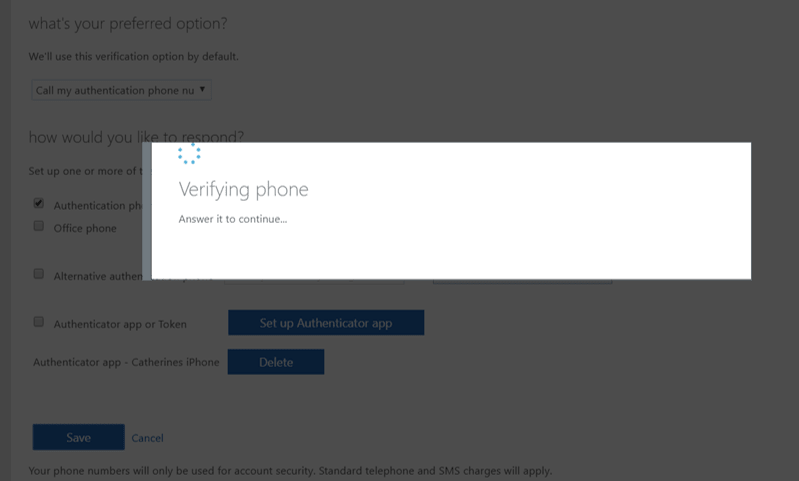 what's your preferred option?
We'll use this verification option by default.
Call my authentication phone nu
how would you like to respond?
Set up one or more of
Verifying phone
Authentication ph
Answer it to continue...
Office phone
Alternative authen
Authenticator app or Token
Set up Authenticator app
Authenticator app - Catherines iPhone
Delete
Save
Cancel
Your phone numbers will only be used for account security. Standard telephone and SMS charges will apply.